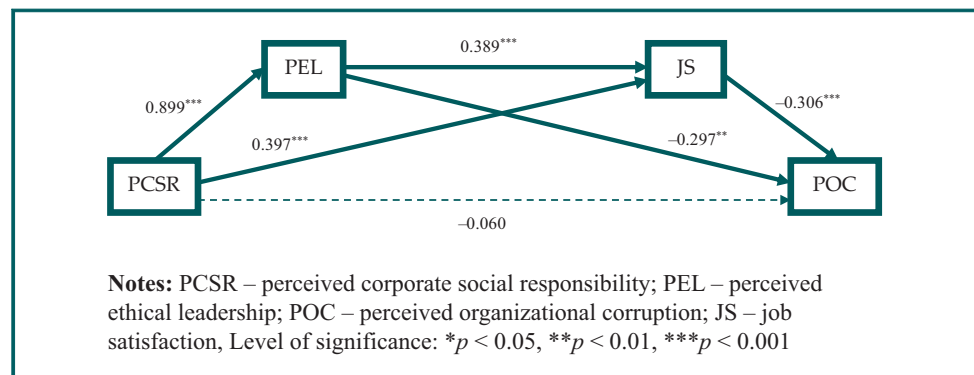 0.389***
PEL
JS
0.899***
–0.306***
0.397***
–0.297**
PCSR
POC
–0.060
Notes: PCSR – perceived corporate social responsibility; PEL – perceived
ethical leadership; POC – perceived organizational corruption; JS – job
satisfaction, Level of significance: *p < 0.05, **p < 0.01, ***p < 0.001